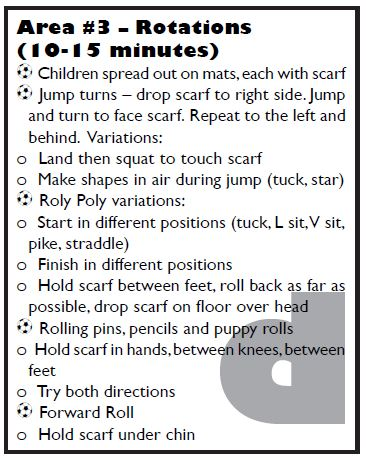 Area #3 – Rotations
(10-15 minutes)
⚽ Children spread out on mats, each with scarf
⚽ Jump turns – drop scarf to right side. Jump
and turn to face scarf. Repeat to the left and
behind. Variations:
o Land then squat to touch scarf
o Make shapes in air during jump (tuck, star)
⚽ Roly Poly variations:
o Start in different positions (tuck, L sit, V sit,
pike, straddle)
o Finish in different positions
o Hold scarf between feet, roll back as far as
possible, drop scarf on floor over head
⚽ Rolling pins, pencils and puppy rolls
o Hold scarf in hands, between knees, between
feet
o Try both directions
⚽ Forward Roll
o Hold scarf under chin
d